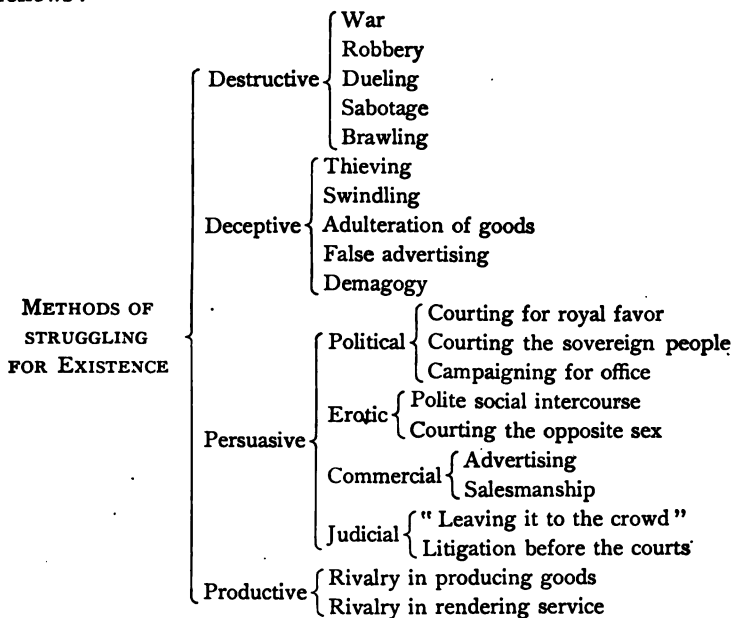 War
Robbery
Destructive
Dueling
Sabotage
Brawling
Thieving
Swindling
Deceptive
Adulteration of goods
False advertising
Demagogy
METHODS OF
STRUGGLING
FOR EXISTENCE
Persuasive
Political
Courting for royal favor
Courting the sovereign people
Campaigning for office
Erotic
Polite social intercourse
Courting the opposite sex
Commercial
Advertising
Salesmanship
Judicial
"Leaving it to the crowd"
Litigation before the courts
Productive
Rivalry in producing goods
Rivalry in rendering service